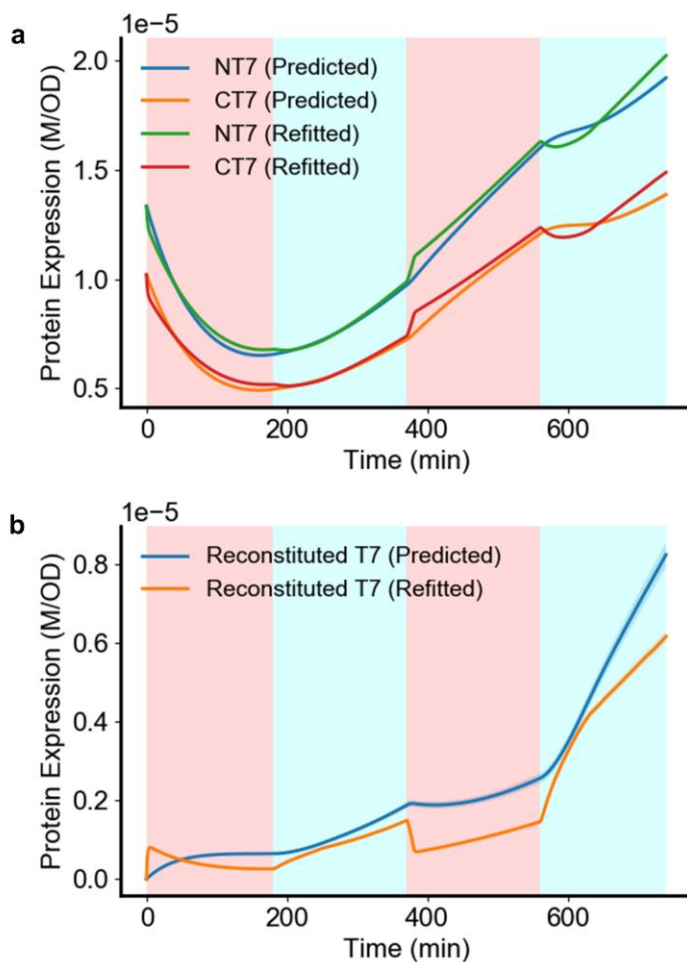 a
1e−5
2.0
1.5
1.0
0.5
Protein Expression (M/OD)
NT7 (Predicted)
CT7 (Predicted)
NT7 (Refitted)
CT7 (Refitted)
0
200
400
600
Time (min)
b
1e−5
0.8
0.6
0.4
0.2
0.0
Protein Expression (M/OD)
Reconstituted T7 (Predicted)
Reconstituted T7 (Refitted)
0
200
400
600
Time (min)